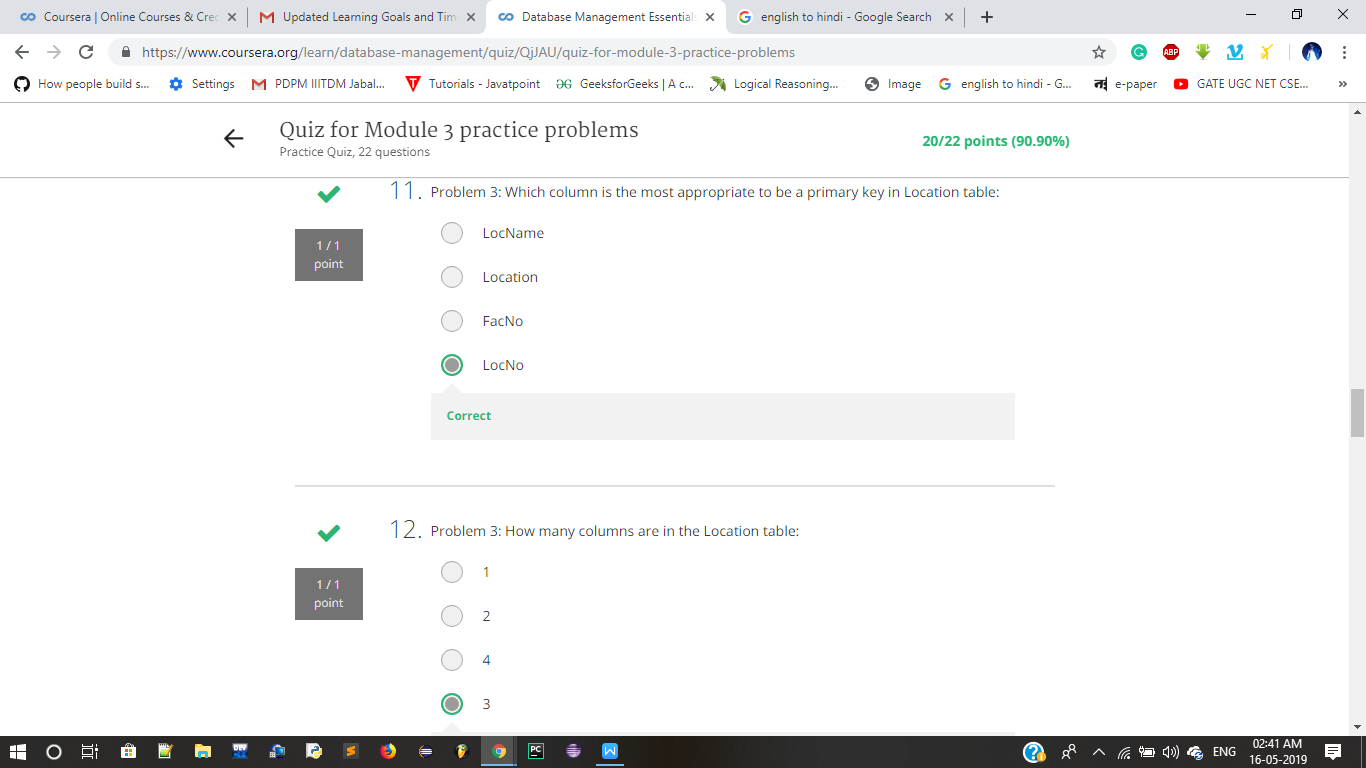 Coursera | Online Courses & Cred
Updated Learning Goals and Tim
Database Management Essentials
english to hindi - Google Search
https://www.coursera.org/learn/database-management/quiz/QjJAU/quiz-for-module-3-practice-problems
ABP
How people build s...
Settings
PDPM IIITDM Jabal...
Tutorials - Javatpoint
GeeksforGeeks | A c...
Logical Reasoning...
Image
english to hindi - G...
e-paper
GATE UGC NET CSE...
»
Quiz for Module 3 practice problems
Practice Quiz, 22 questions
20/22 points (90.90%)
11. Problem 3: Which column is the most appropriate to be a primary key in Location table:
1 / 1
point
LocName
Location
FacNo
LocNo
Correct
12. Problem 3: How many columns are in the Location table:
1 / 1
point
1
2
4
3
ENG
02:41 AM
16-05-2019